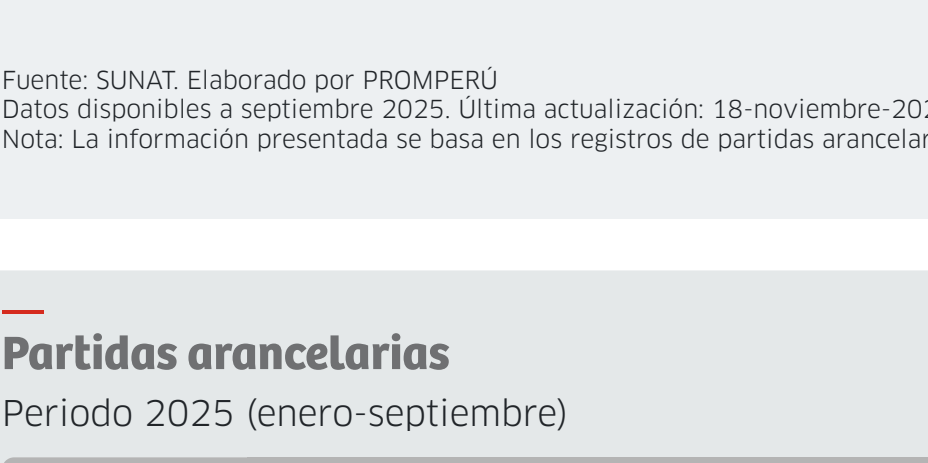 Fuente: SUNAT. Elaborado por PROMPERÚ
Datos disponibles a septiembre 2025. Última actualización: 18-noviembre-202
Nota: La información presentada se basa en los registros de partidas arancelar
Partidas arancelarias
Periodo 2025 (enero-septiembre)